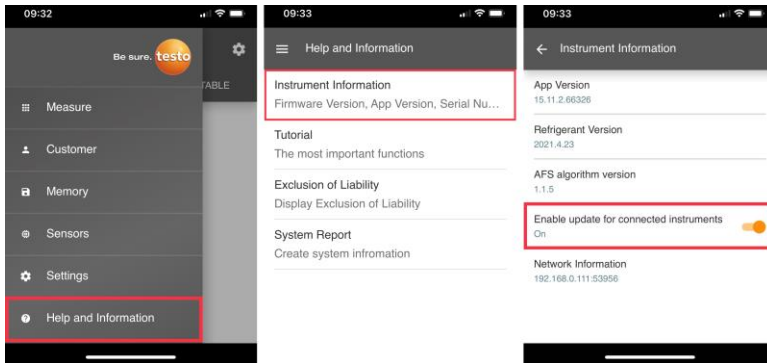 09:32
Be sure. testo
TABLE
Measure
Customer
Memory
Sensors
Settings
Help and Information
09:33
Help and Information
Instrument Information
Firmware Version, App Version, Serial Nu...
Tutorial
The most important functions
Exclusion of Liability
Display Exclusion of Liability
System Report
Create system infromation
09:33
Instrument Information
App Version
15.11.2.66326
Refrigerant Version
2021.4.23
AFS algorithm version
1.1.5
Enable update for connected instruments
On
Network Information
192.168.0.111:53956